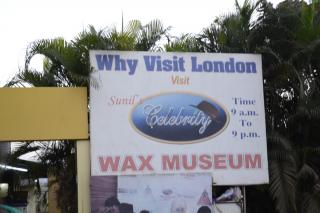 Why Visit London
Visit
Sunil's
Celebrity
Time
9 a.m.
To
9 p.m.
WAX MUSEUM